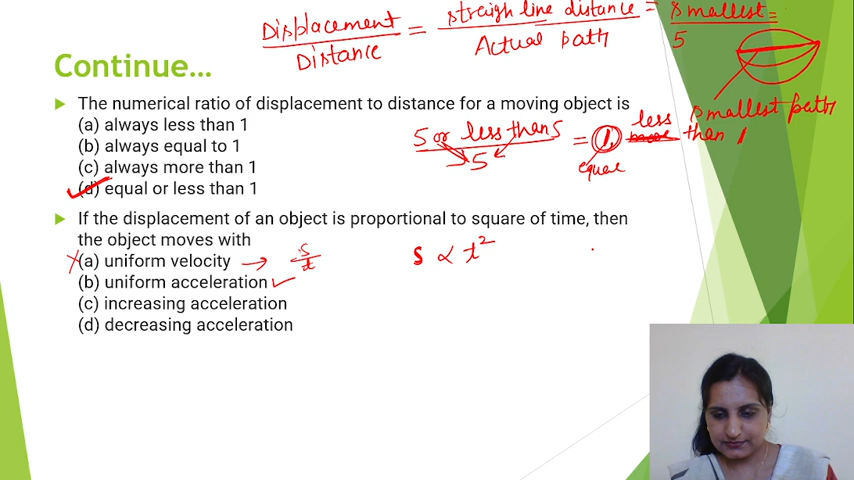 Displacement / Distance = streigh line distance / Actual path = smallest / 5 =
Continue...
smallest path
The numerical ratio of displacement to distance for a moving object is
(a) always less than 1
5 or less than 5 / 5 = 1 less than 1
equal
(b) always equal to 1
(c) always more than 1
(d) equal or less than 1
If the displacement of an object is proportional to square of time, then
the object moves with
(a) uniform velocity → s/t
s ∝ t²
(b) uniform acceleration
(c) increasing acceleration
(d) decreasing acceleration